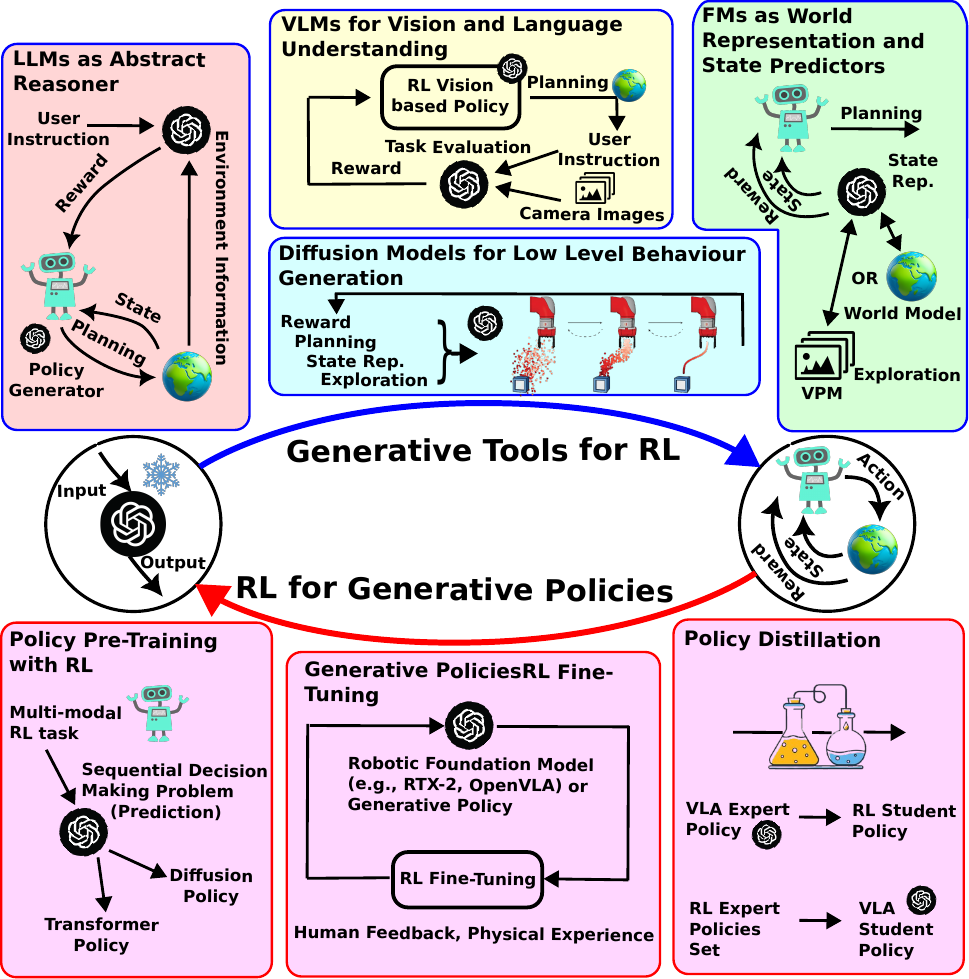 LLMs as Abstract
Reasoner
User
Instruction
Reward
Environment Information
State
Planning
Policy
Generator
VLMs for Vision and Language
Understanding
RL Vision
based Policy
Planning
Task Evaluation
User
Instruction
Reward
Camera Images
FMs as World
Representation and
State Predictors
Planning
State
Rep.
State
Reward
OR
World Model
Exploration
VPM
Diffusion Models for Low Level Behaviour
Generation
Reward
Planning
State Rep.
Exploration
Generative Tools for RL
Input
Output
Action
State
Reward
RL for Generative Policies
Policy Pre-Training
with RL
Multi-modal
RL task
Sequential Decision
Making Problem
(Prediction)
Diffusion
Policy
Transformer
Policy
Generative PoliciesRL Fine-
Tuning
Robotic Foundation Model
(e.g., RTX-2, OpenVLA) or
Generative Policy
RL Fine-Tuning
Human Feedback, Physical Experience
Policy Distillation
VLA Expert
Policy
RL Student
Policy
RL Expert
Policies
Set
VLA
Student
Policy